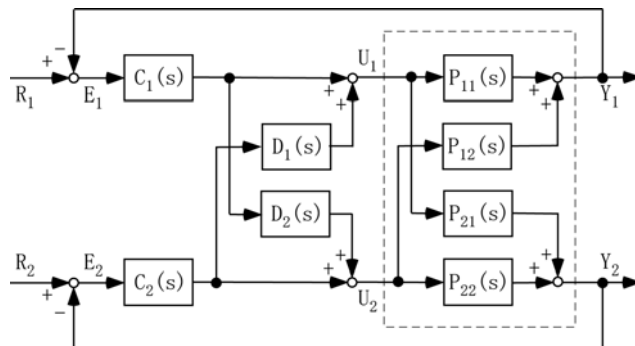 − + R₁ E₁ C₁(s) + + U₁ P₁₁(s) + + Y₁
D₁(s) P₁₂(s)
D₂(s) P₂₁(s)
R₂ + − E₂ C₂(s) + + U₂ P₂₂(s) + + Y₂